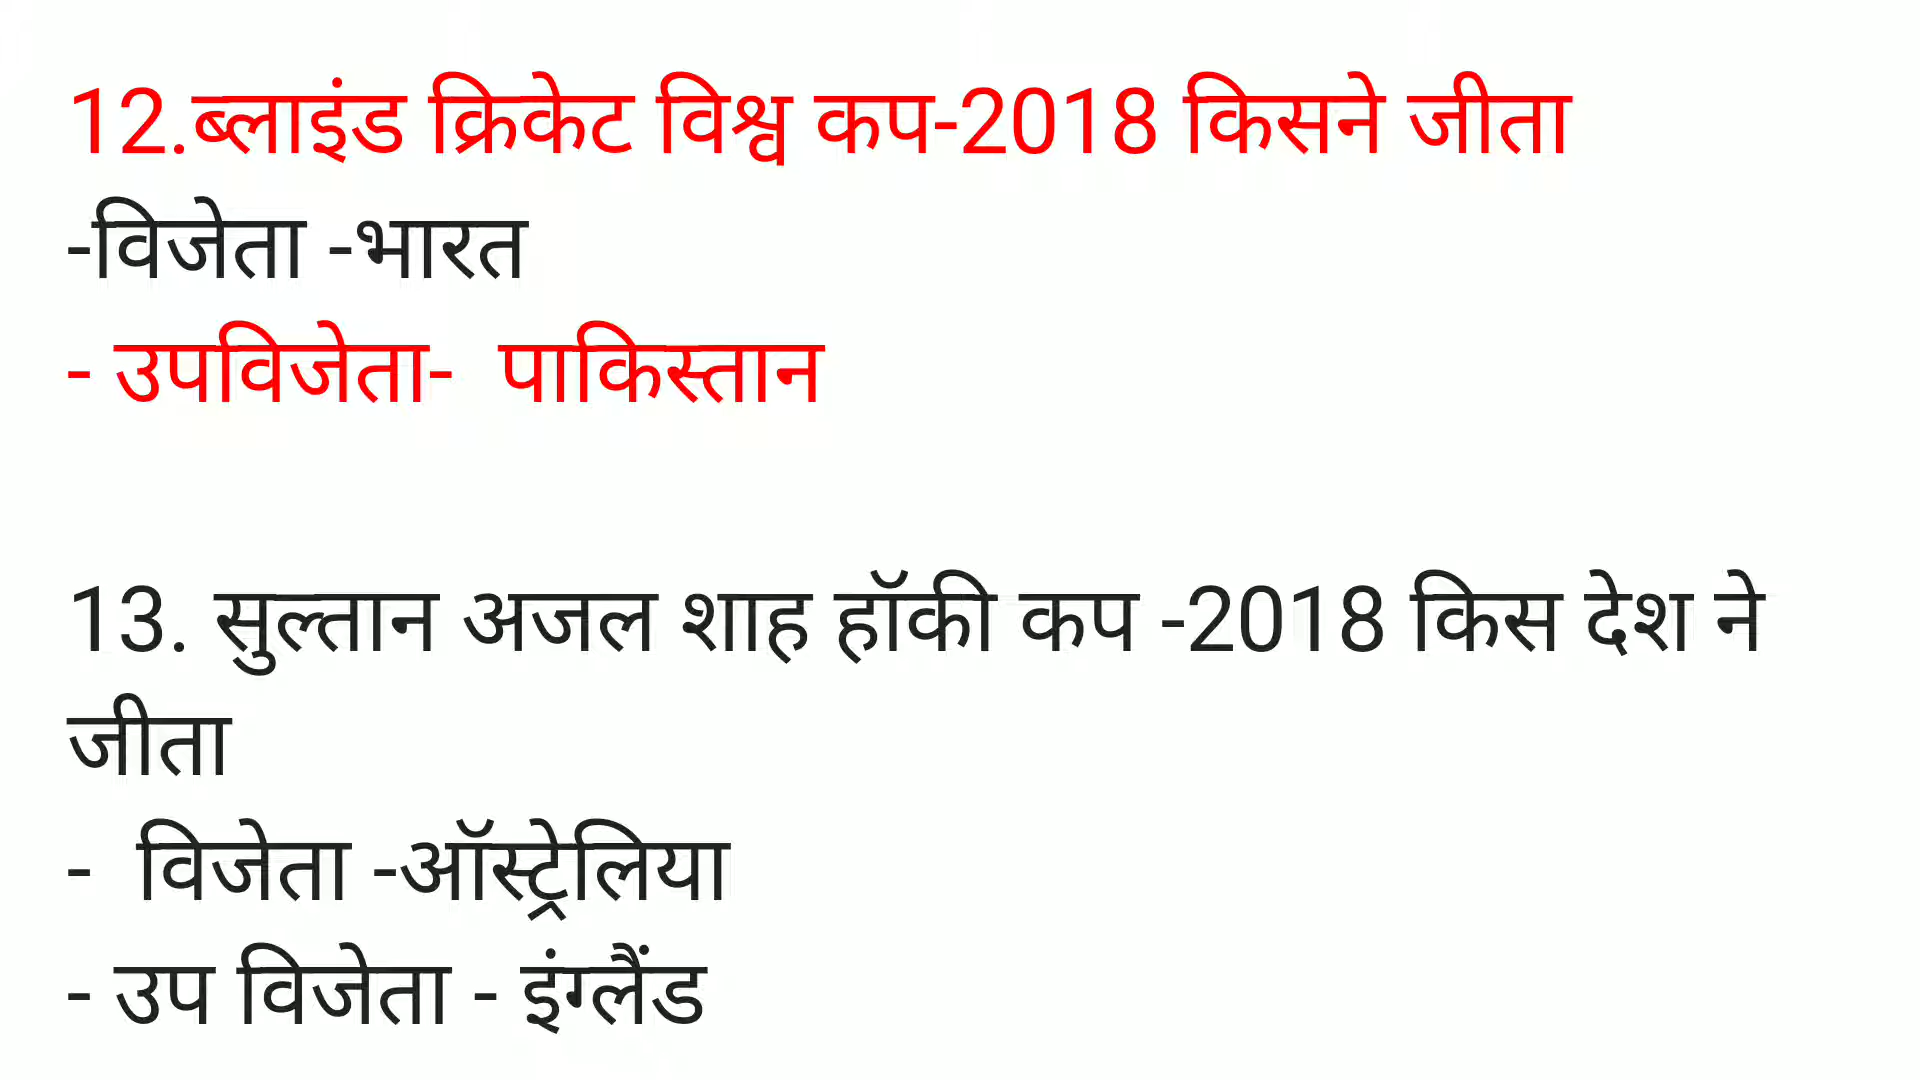 12.ब्लाइंड क्रिकेट विश्व कप-2018 किसने जीता
-विजेता -भारत
- उपविजेता-  पाकिस्तान
13. सुल्तान अजल शाह हॉकी कप -2018 किस देश ने
जीता
-  विजेता -ऑस्ट्रेलिया
- उप विजेता - इंग्लैंड